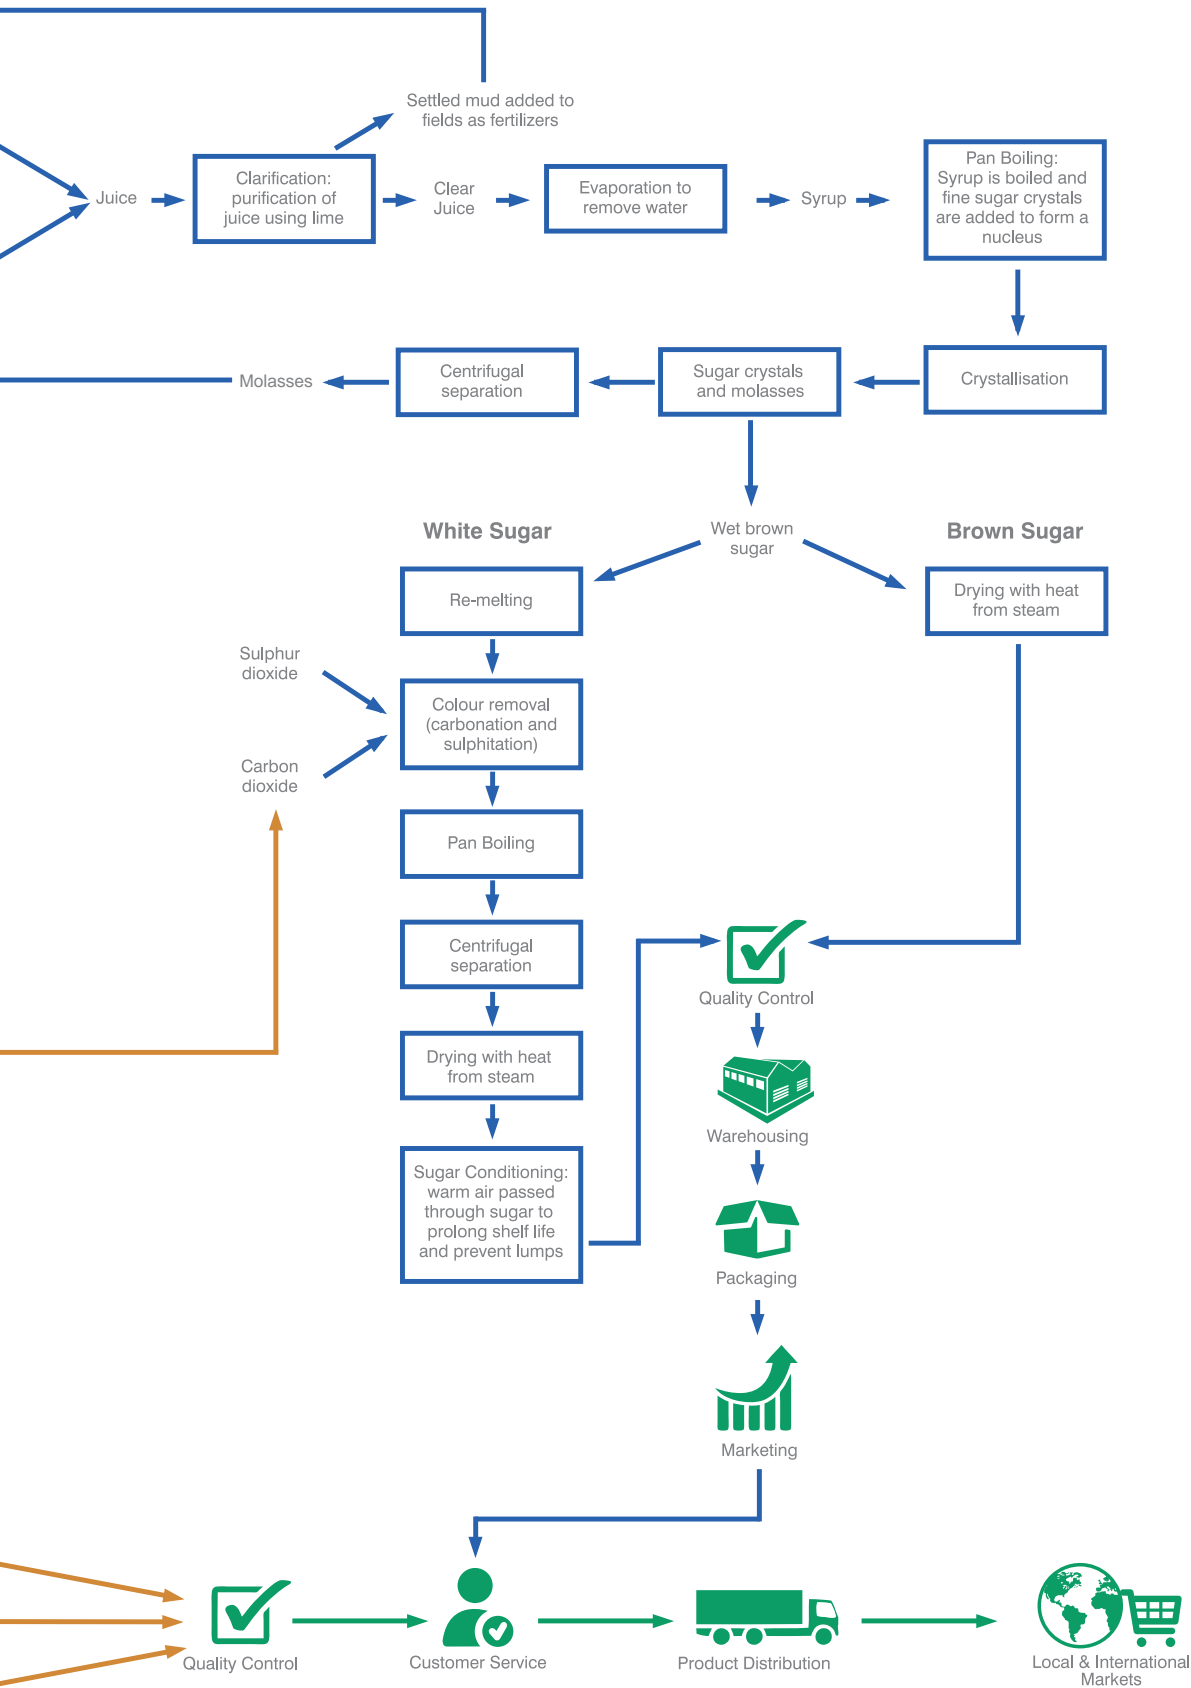 Settled mud added to
fields as fertilizers
Juice
Clarification:
purification of
juice using lime
Clear
Juice
Evaporation to
remove water
Syrup
Pan Boiling:
Syrup is boiled and
fine sugar crystals
are added to form a
nucleus
Molasses
Centrifugal
separation
Sugar crystals
and molasses
Crystallisation
White Sugar
Wet brown
sugar
Brown Sugar
Re-melting
Drying with heat
from steam
Sulphur
dioxide
Colour removal
(carbonation and
sulphitation)
Carbon
dioxide
Pan Boiling
Centrifugal
separation
Quality Control
Drying with heat
from steam
Warehousing
Sugar Conditioning:
warm air passed
through sugar to
prolong shelf life
and prevent lumps
Packaging
Marketing
Quality Control
Customer Service
Product Distribution
Local & International
Markets